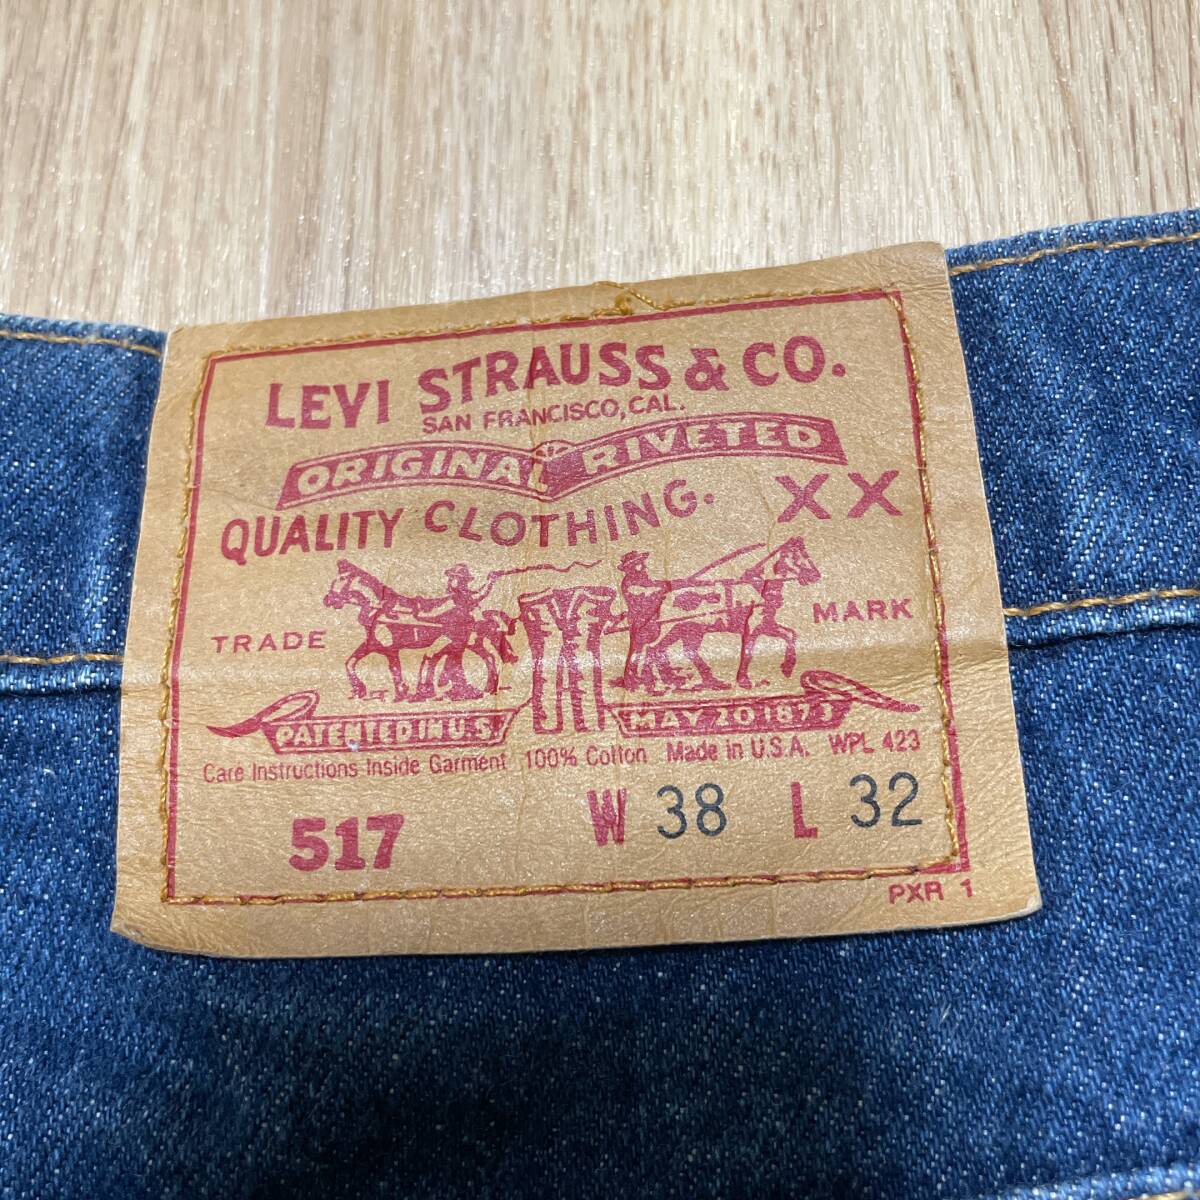 LEVI STRAUSS & CO.
SAN FRANCISCO, CAL.
ORIGINAL RIVETED
QUALITY CLOTHING. XX
TRADE MARK
PATENTED IN U.S. MAY 20 1873
Care Instructions Inside Garment 100% Cotton Made in U.S.A. WPL 423
517 W 38 L 32
PXR 1